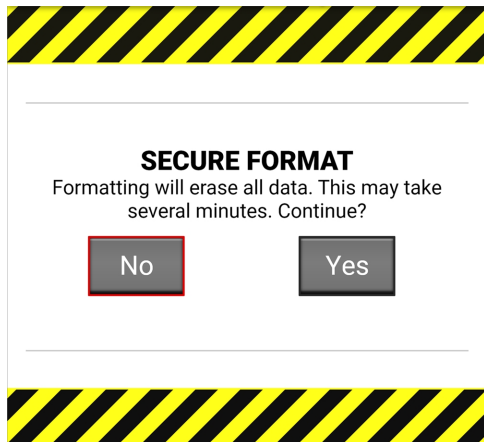 SECURE FORMAT
Formatting will erase all data. This may take
several minutes. Continue?
No
Yes